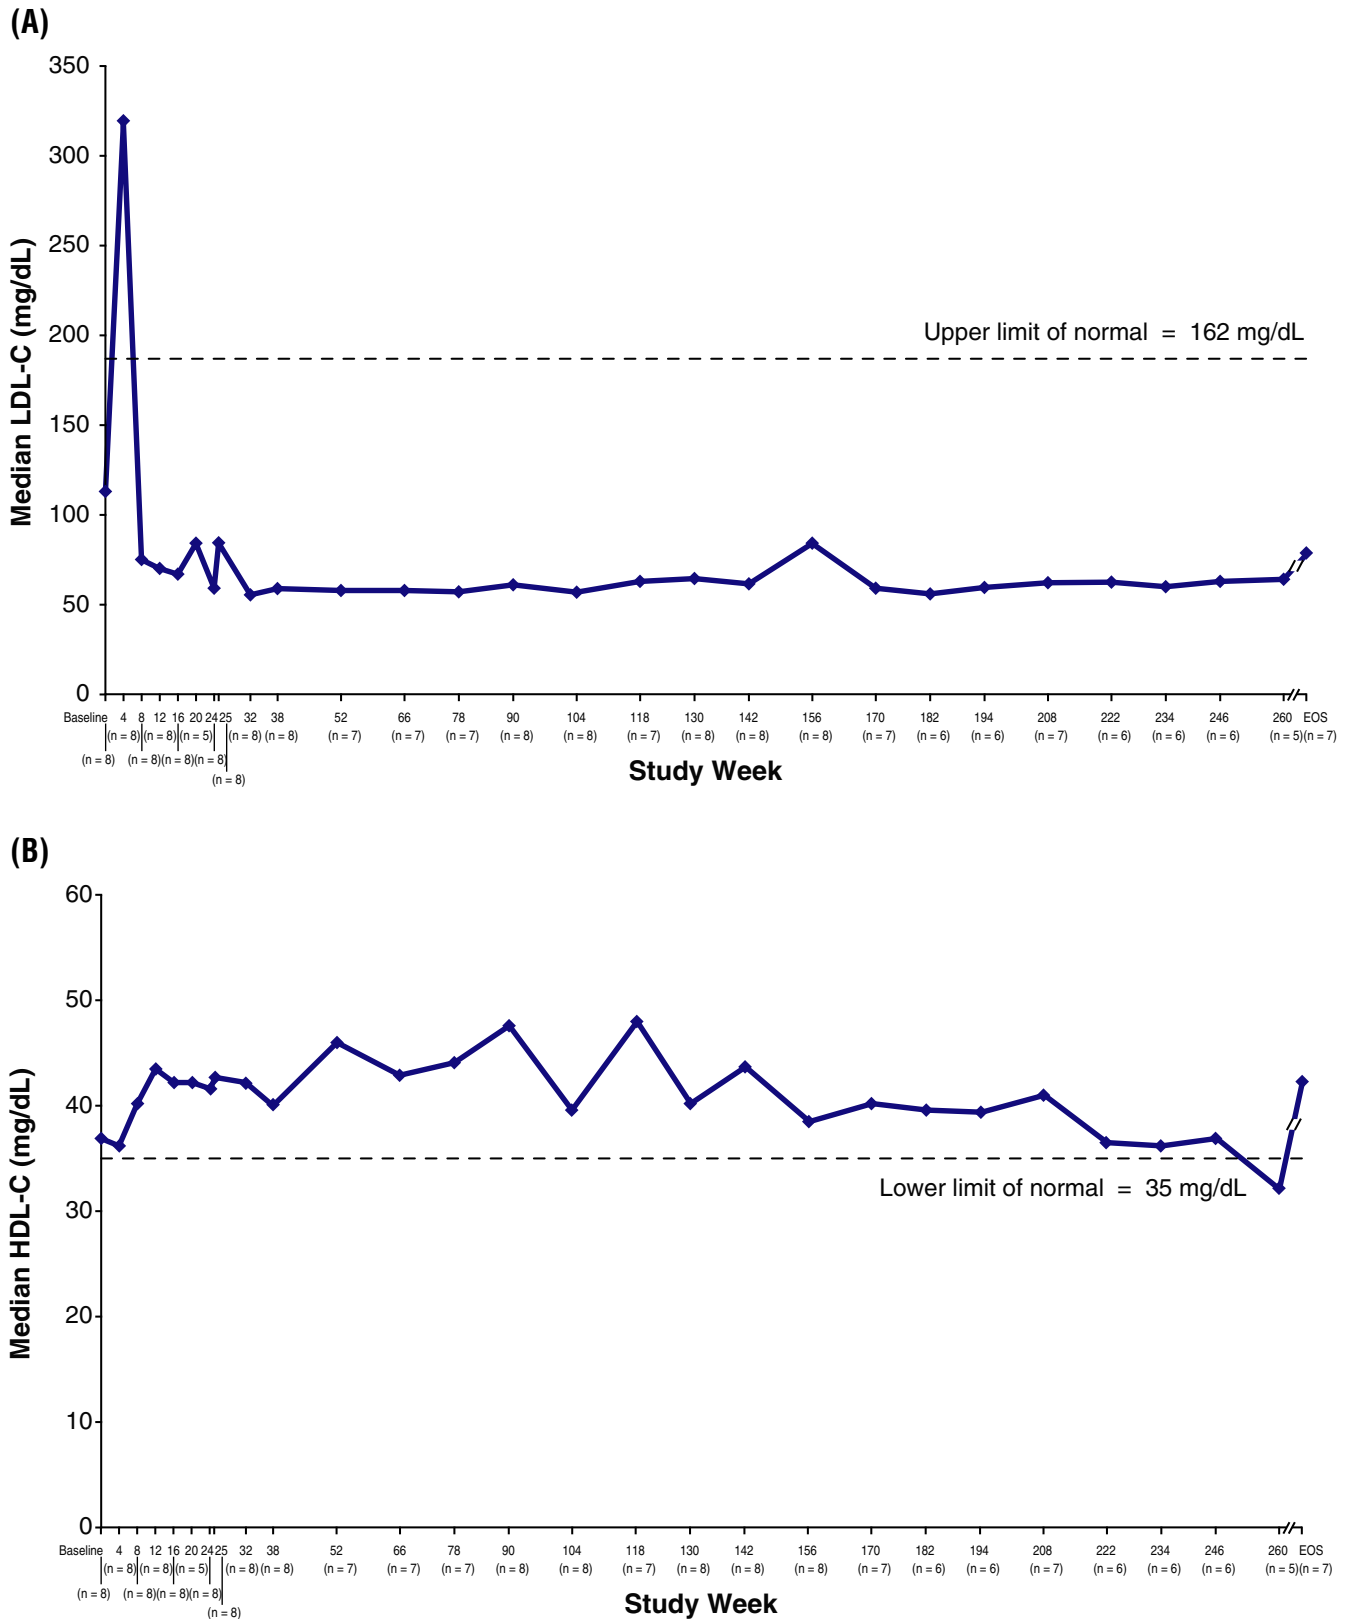 (A)
350
300
250
200
150
100
50
0
Median LDL-C (mg/dL)
Upper limit of normal = 162 mg/dL
Baseline 4 8 12 16 20 24 25 32 38 52 66 78 90 104 118 130 142 156 170 182 194 208 222 234 246 260 EOS
(n = 8) (n = 8) (n = 5) (n = 8) (n = 8) (n = 7) (n = 7) (n = 7) (n = 8) (n = 8) (n = 7) (n = 8) (n = 8) (n = 8) (n = 7) (n = 6) (n = 6) (n = 7) (n = 6) (n = 6) (n = 6) (n = 5) (n = 7)
(n = 8) (n = 8) (n = 8) (n = 8)
(n = 8)
Study Week
(B)
60
50
40
30
20
10
0
Median HDL-C (mg/dL)
Lower limit of normal = 35 mg/dL
Baseline 4 8 12 16 20 24 25 32 38 52 66 78 90 104 118 130 142 156 170 182 194 208 222 234 246 260 EOS
(n = 8) (n = 8) (n = 5) (n = 8) (n = 8) (n = 7) (n = 7) (n = 7) (n = 8) (n = 8) (n = 7) (n = 8) (n = 8) (n = 8) (n = 7) (n = 6) (n = 6) (n = 7) (n = 6) (n = 6) (n = 6) (n = 5) (n = 7)
(n = 8) (n = 8) (n = 8) (n = 8)
(n = 8)
Study Week